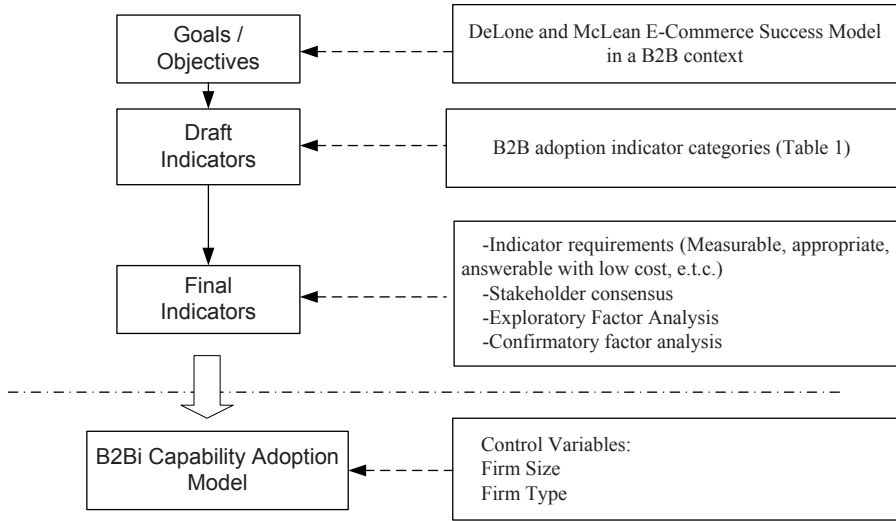 Goals /
Objectives
DeLone and McLean E-Commerce Success Model
in a B2B context
Draft
Indicators
B2B adoption indicator categories (Table 1)
Final
Indicators
-Indicator requirements (Measurable, appropriate,
answerable with low cost, e.t.c.)
-Stakeholder consensus
-Exploratory Factor Analysis
-Confirmatory factor analysis
B2Bi Capability Adoption
Model
Control Variables:
Firm Size
Firm Type